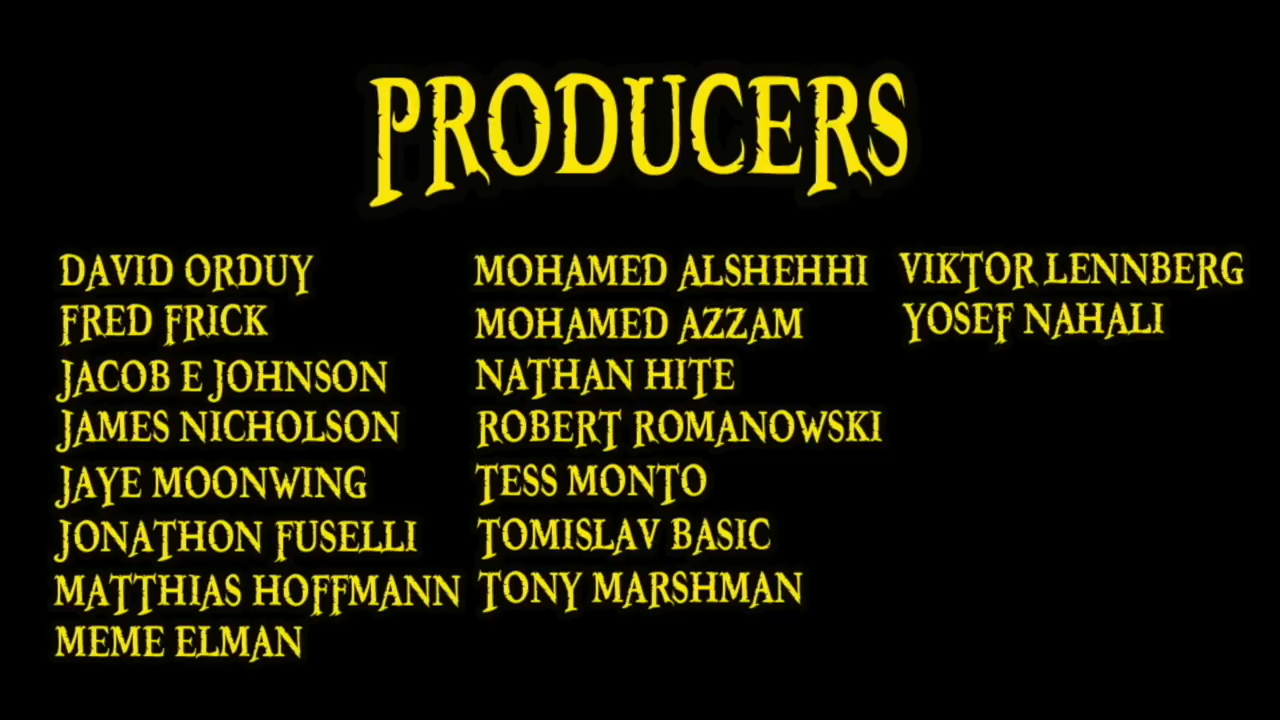 PRODUCERS
DAVID ORDUY
FRED FRICK
JACOB E JOHNSON
JAMES NICHOLSON
JAYE MOONWING
JONATHON FUSELLI
MATTHIAS HOFFMANN
MEME ELMAN
MOHAMED ALSHEHHI
MOHAMED AZZAM
NATHAN HITE
ROBERT ROMANOWSKI
TESS MONTO
TOMISLAV BASIC
TONY MARSHMAN
VIKTOR LENNBERG
YOSEF NAHALI